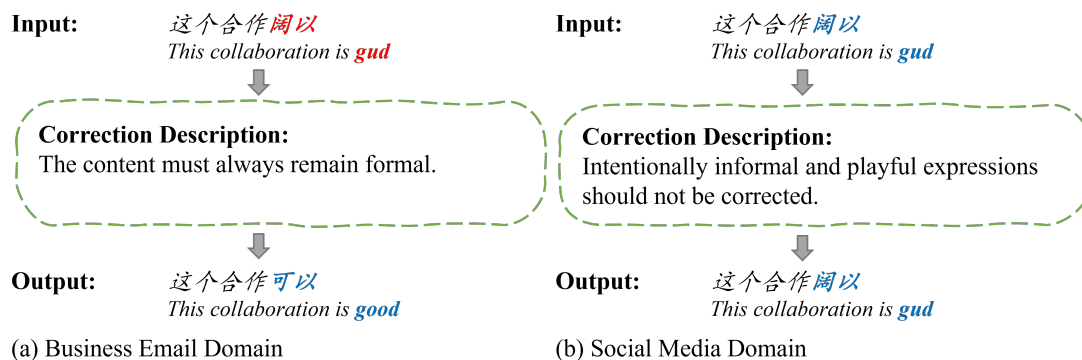 Input: 这个合作阔以
This collaboration is gud
Correction Description:
The content must always remain formal.
Output: 这个合作可以
This collaboration is good
(a) Business Email Domain
Input: 这个合作阔以
This collaboration is gud
Correction Description:
Intentionally informal and playful expressions
should not be corrected.
Output: 这个合作阔以
This collaboration is gud
(b) Social Media Domain